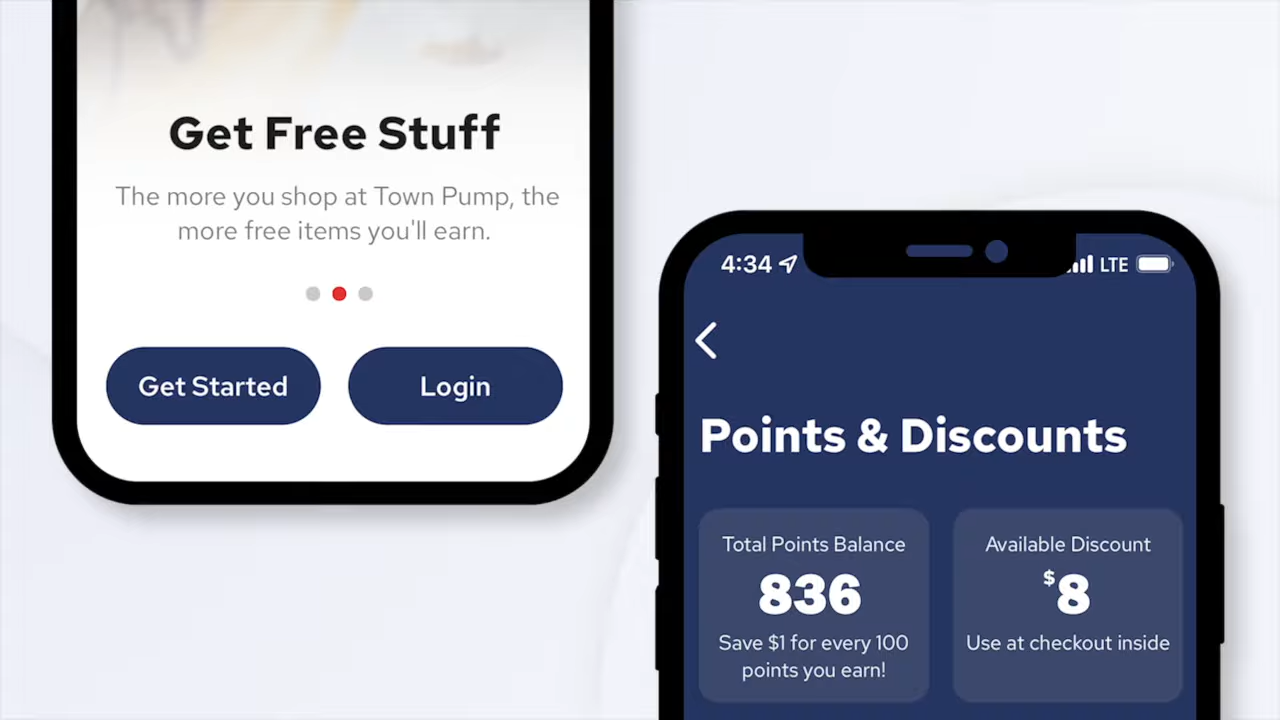 Get Free Stuff
The more you shop at Town Pump, the
more free items you'll earn.
Get Started
Login
4:34
LTE
Points & Discounts
Total Points Balance
836
Save $1 for every 100
points you earn!
Available Discount
$8
Use at checkout inside